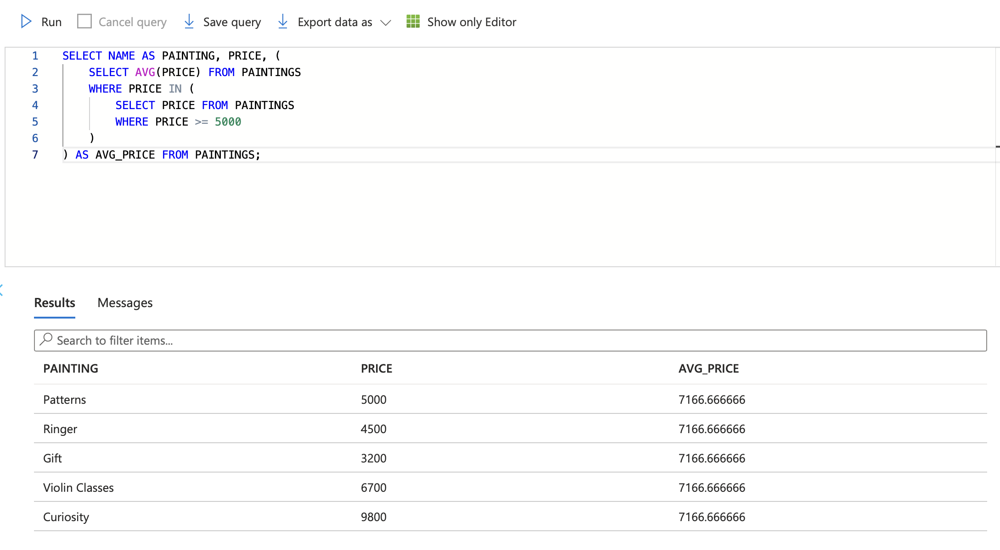 Run Cancel query Save query Export data as Show only Editor
1 SELECT NAME AS PAINTING, PRICE, (
2 SELECT AVG(PRICE) FROM PAINTINGS
3 WHERE PRICE IN (
4 SELECT PRICE FROM PAINTINGS
5 WHERE PRICE >= 5000
6 )
7 ) AS AVG_PRICE FROM PAINTINGS;
Results Messages
Search to filter items...
PAINTING PRICE AVG_PRICE
Patterns 5000 7166.666666
Ringer 4500 7166.666666
Gift 3200 7166.666666
Violin Classes 6700 7166.666666
Curiosity 9800 7166.666666